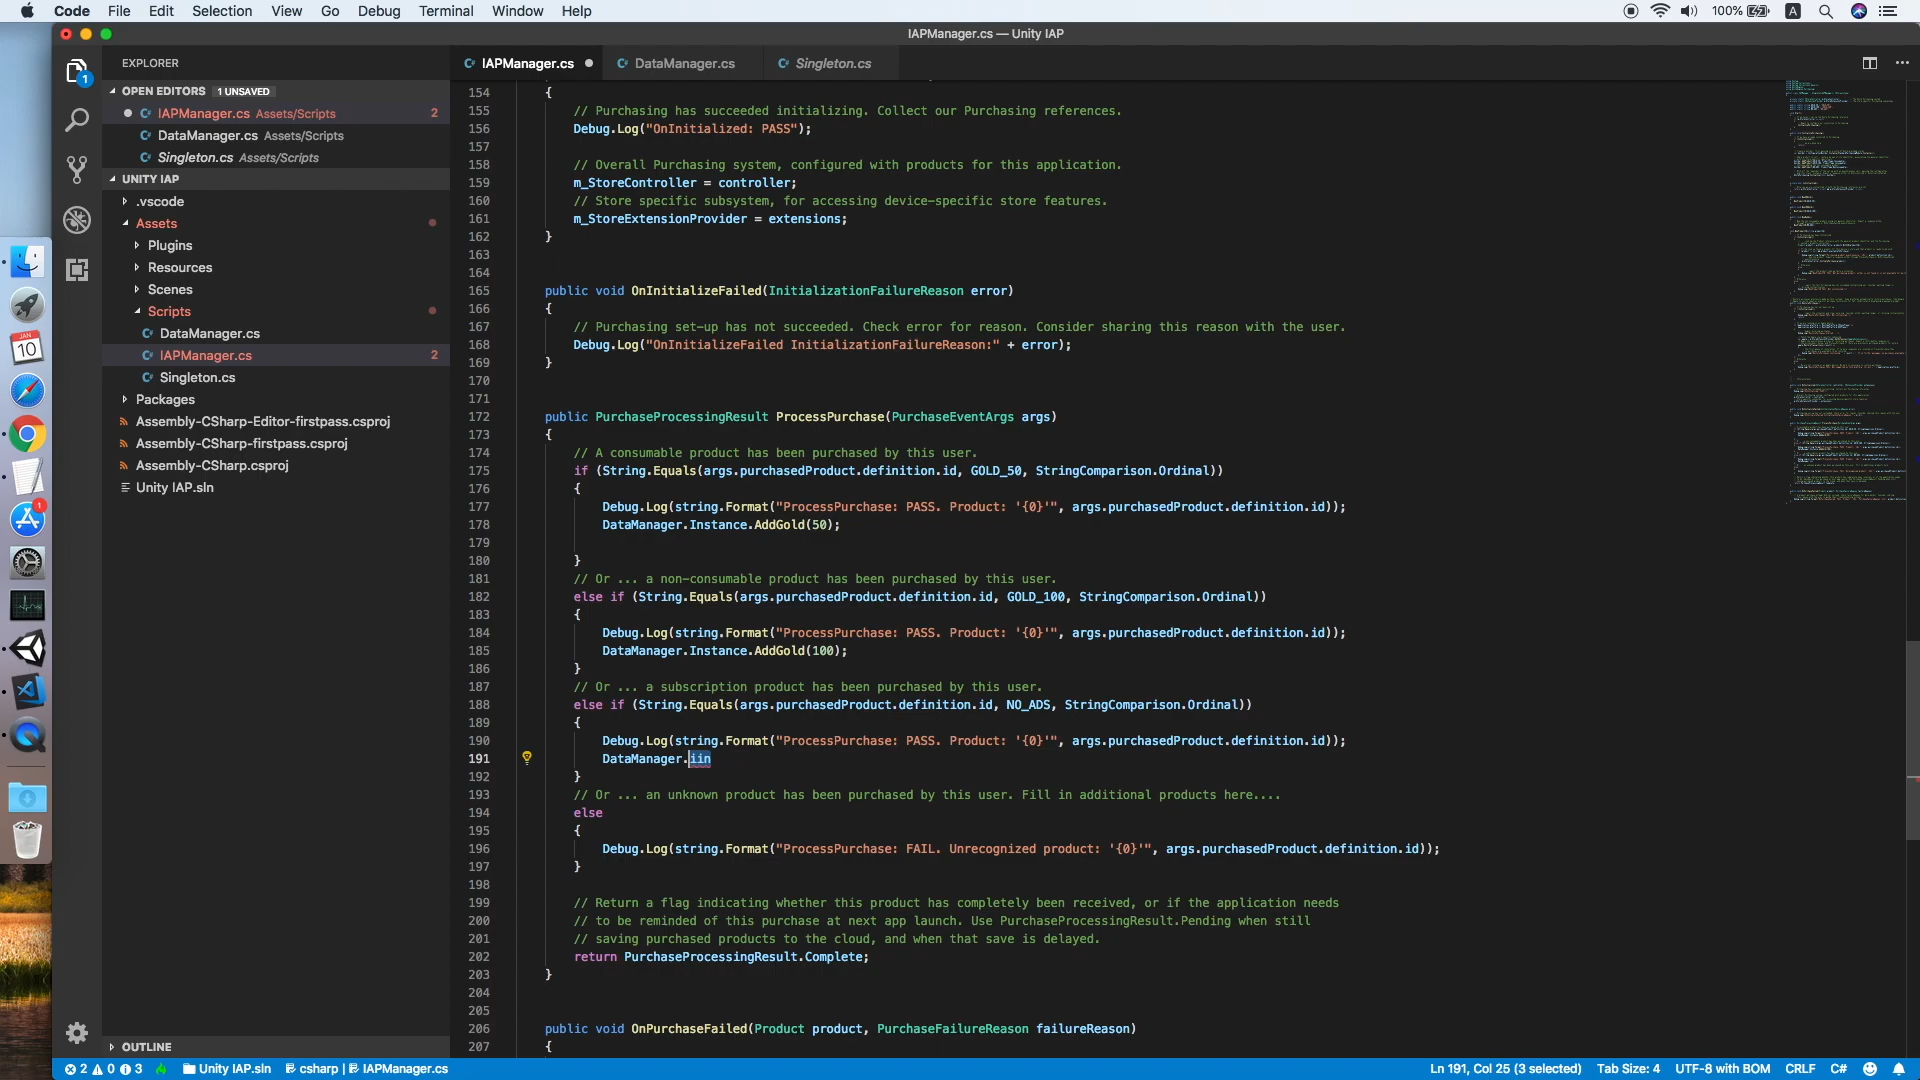 Code File Edit Selection View Go Debug Terminal Window Help
100%
A
IAPManager.cs — Unity IAP
EXPLORER
OPEN EDITORS 1 UNSAVED
IAPManager.cs Assets/Scripts 2
DataManager.cs Assets/Scripts
Singleton.cs Assets/Scripts
UNITY IAP
.vscode
Assets
Plugins
Resources
Scenes
Scripts
DataManager.cs
IAPManager.cs 2
Singleton.cs
Packages
Assembly-CSharp-Editor-firstpass.csproj
Assembly-CSharp-firstpass.csproj
Assembly-CSharp.csproj
Unity IAP.sln
OUTLINE
1
JAN
10
1
IAPManager.cs
DataManager.cs
Singleton.cs
154 {
155 // Purchasing has succeeded initializing. Collect our Purchasing references.
156 Debug.Log("OnInitialized: PASS");
157
158 // Overall Purchasing system, configured with products for this application.
159 m_StoreController = controller;
160 // Store specific subsystem, for accessing device-specific store features.
161 m_StoreExtensionProvider = extensions;
162 }
163
164
165 public void OnInitializeFailed(InitializationFailureReason error)
166 {
167 // Purchasing set-up has not succeeded. Check error for reason. Consider sharing this reason with the user.
168 Debug.Log("OnInitializeFailed InitializationFailureReason:" + error);
169 }
170
171
172 public PurchaseProcessingResult ProcessPurchase(PurchaseEventArgs args)
173 {
174 // A consumable product has been purchased by this user.
175 if (String.Equals(args.purchasedProduct.definition.id, GOLD_50, StringComparison.Ordinal))
176 {
177 Debug.Log(string.Format("ProcessPurchase: PASS. Product: '{0}'", args.purchasedProduct.definition.id));
178 DataManager.Instance.AddGold(50);
179
180 }
181 // Or ... a non-consumable product has been purchased by this user.
182 else if (String.Equals(args.purchasedProduct.definition.id, GOLD_100, StringComparison.Ordinal))
183 {
184 Debug.Log(string.Format("ProcessPurchase: PASS. Product: '{0}'", args.purchasedProduct.definition.id));
185 DataManager.Instance.AddGold(100);
186 }
187 // Or ... a subscription product has been purchased by this user.
188 else if (String.Equals(args.purchasedProduct.definition.id, NO_ADS, StringComparison.Ordinal))
189 {
190 Debug.Log(string.Format("ProcessPurchase: PASS. Product: '{0}'", args.purchasedProduct.definition.id));
191 DataManager.iin
192 }
193 // Or ... an unknown product has been purchased by this user. Fill in additional products here....
194 else
195 {
196 Debug.Log(string.Format("ProcessPurchase: FAIL. Unrecognized product: '{0}'", args.purchasedProduct.definition.id));
197 }
198
199 // Return a flag indicating whether this product has completely been received, or if the application needs
200 // to be reminded of this purchase at next app launch. Use PurchaseProcessingResult.Pending when still
201 // saving purchased products to the cloud, and when that save is delayed.
202 return PurchaseProcessingResult.Complete;
203 }
204
205
206 public void OnPurchaseFailed(Product product, PurchaseFailureReason failureReason)
207 {
2 0 3 Unity IAP.sln csharp | IAPManager.cs
Ln 191, Col 25 (3 selected) Tab Size: 4 UTF-8 with BOM CRLF C#